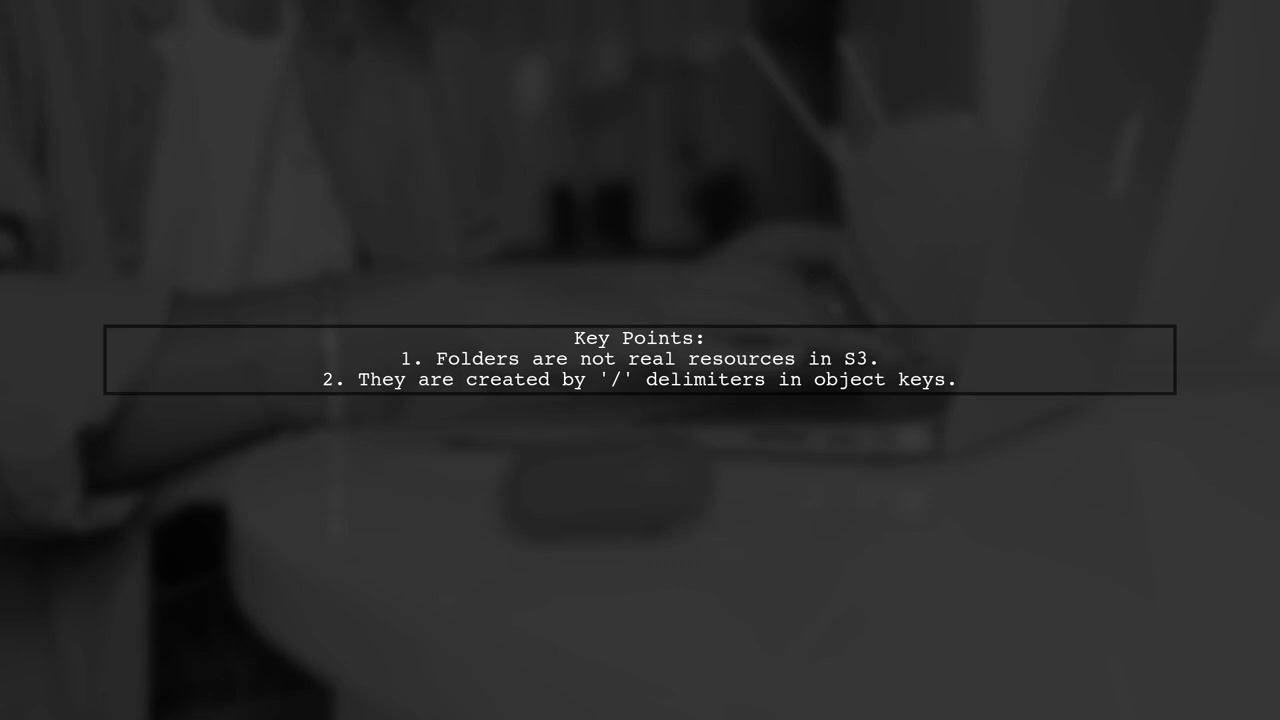 Key Points:
1. Folders are not real resources in S3.
2. They are created by '/' delimiters in object keys.